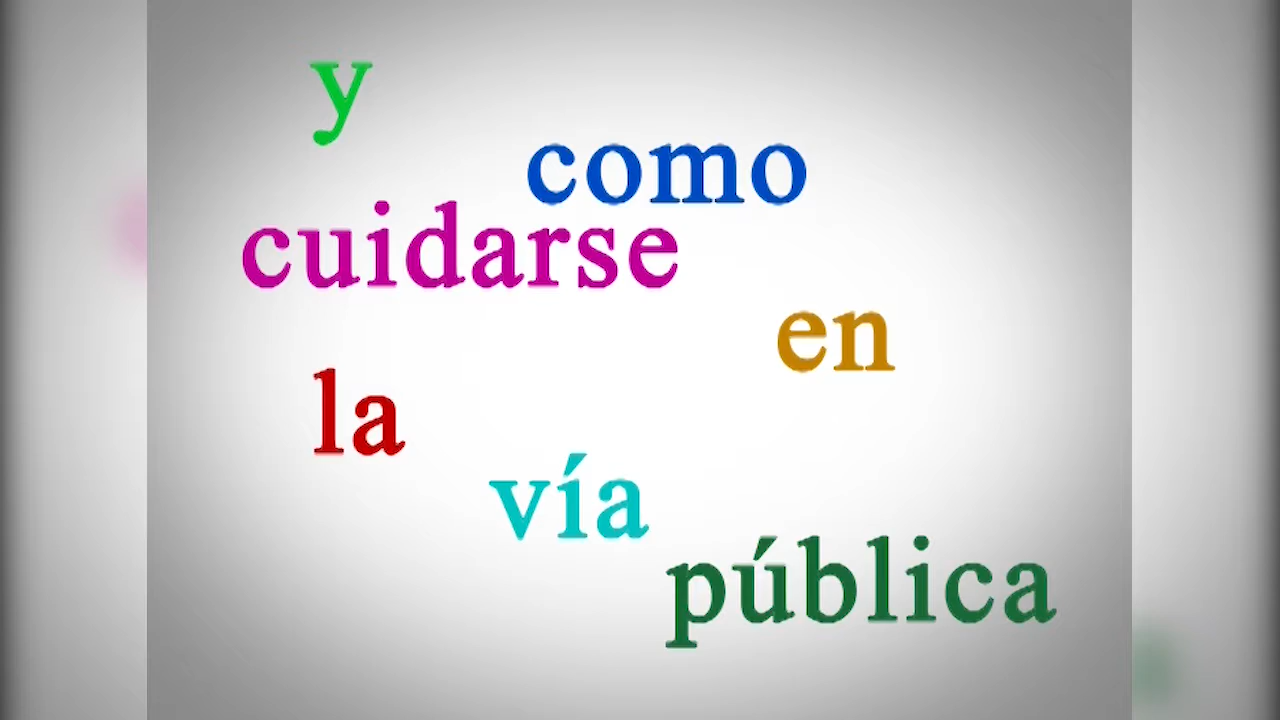 y
como
cuidarse
en
la
vía
pública